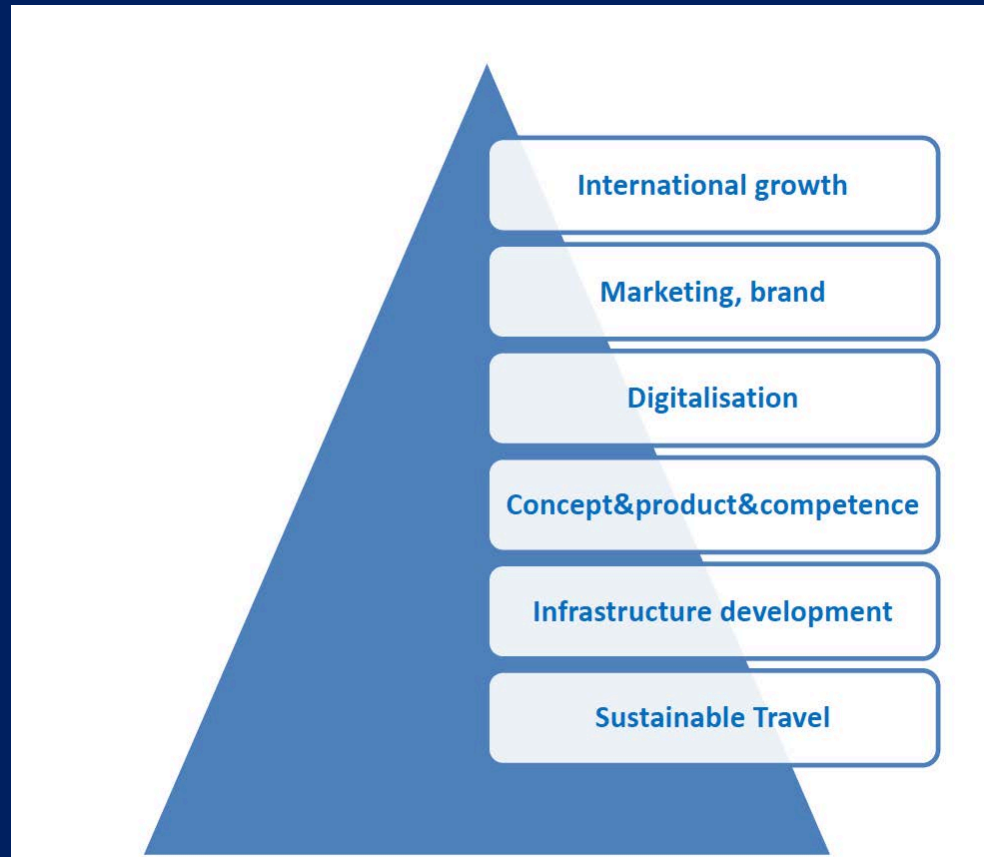 International growth
Marketing, brand
Digitalisation
Concept&product&competence
Infrastructure development
Sustainable Travel